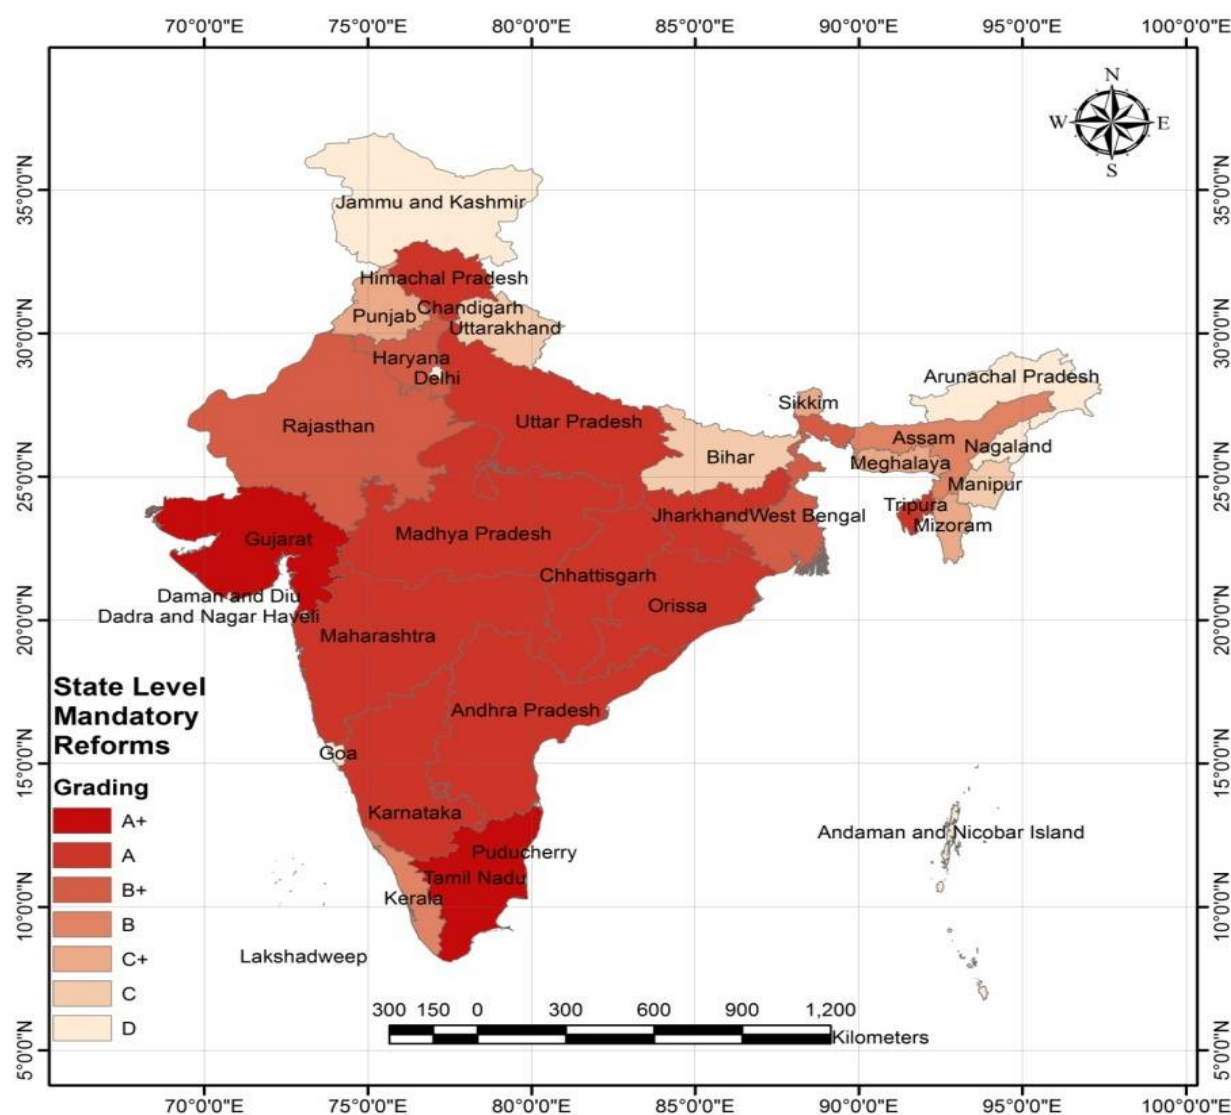 70°0'0"E 75°0'0"E 80°0'0"E 85°0'0"E 90°0'0"E 95°0'0"E 100°0'0"E
N
W E
S
35°0'0"N 35°0'0"N
Jammu and Kashmir
Himachal Pradesh
Chandigarh
Punjab
Uttarakhand
30°0'0"N 30°0'0"N
Haryana
Delhi
Arunachal Pradesh
Sikkim
Rajasthan
Uttar Pradesh
Assam
Nagaland
Bihar
Meghalaya
25°0'0"N 25°0'0"N
Manipur
Tripura
Jharkhand West Bengal
Mizoram
Madhya Pradesh
Gujarat
Chhattisgarh
Daman and Diu
Orissa
Dadra and Nagar Haveli
20°0'0"N 20°0'0"N
Maharashtra
State Level
Mandatory
Reforms
Andhra Pradesh
Goa
15°0'0"N 15°0'0"N
Grading
A+
A
B+
B
C+
C
D
Karnataka
Andaman and Nicobar Island
Puducherry
Tamil Nadu
Kerala
10°0'0"N 10°0'0"N
Lakshadweep
300 150 0 300 600 900 1,200
Kilometers
5°0'0"N 5°0'0"N
70°0'0"E 75°0'0"E 80°0'0"E 85°0'0"E 90°0'0"E 95°0'0"E 100°0'0"E